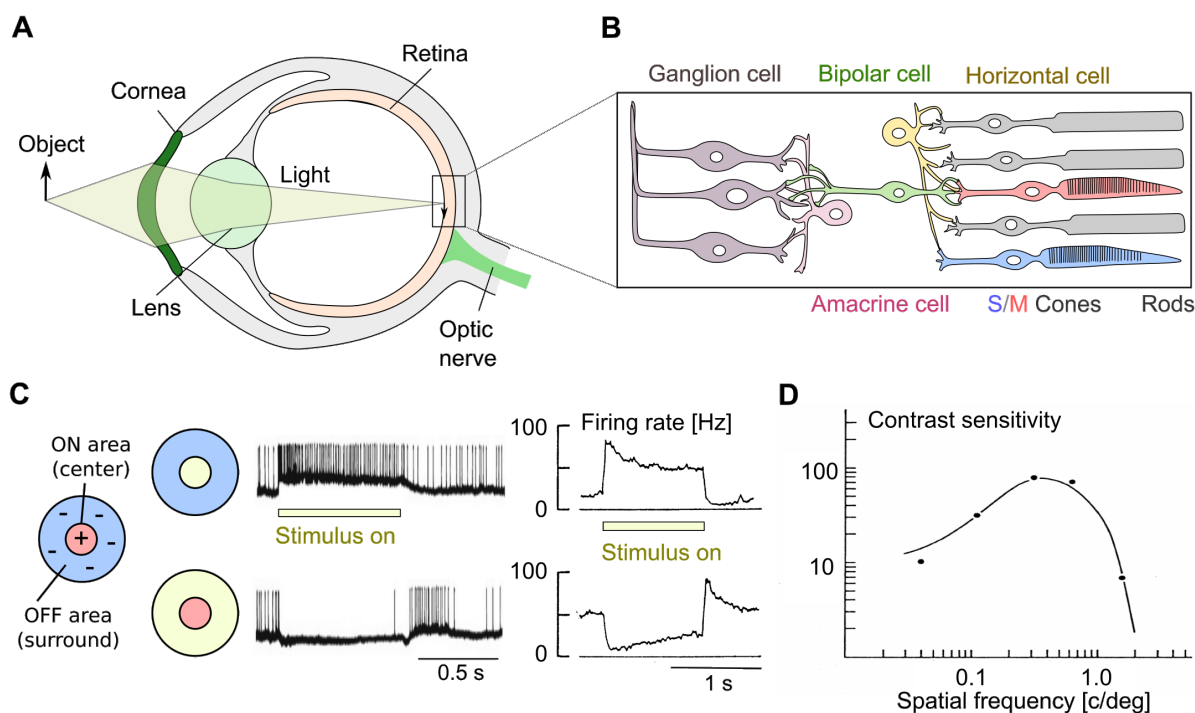 A
Retina
Cornea
Object
Light
Lens
Optic
nerve
B
Ganglion cell
Bipolar cell
Horizontal cell
Amacrine cell
S/M Cones
Rods
C
ON area
(center)
+
- - - - -
OFF area
(surround)
Stimulus on
0.5 s
Firing rate [Hz]
100
0
Stimulus on
100
0
1 s
D
Contrast sensitivity
100
10
0.1
1.0
Spatial frequency [c/deg]